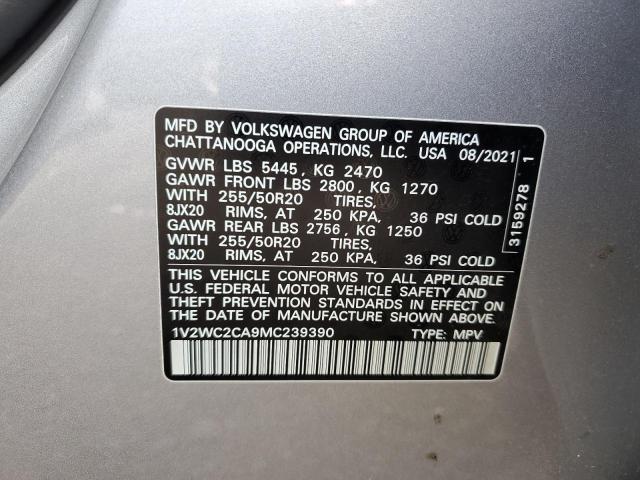 MFD BY VOLKSWAGEN GROUP OF AMERICA
CHATTANOOGA OPERATIONS, LLC. USA 08/2021
GVWR LBS 5445, KG 2470
GAWR FRONT LBS 2800, KG 1270
WITH 255/50R20 TIRES,
8JX20 RIMS, AT 250 KPA, 36 PSI COLD
GAWR REAR LBS 2756, KG 1250
WITH 255/50R20 TIRES,
8JX20 RIMS, AT 250 KPA, 36 PSI COLD
THIS VEHICLE CONFORMS TO ALL APPLICABLE
U.S. FEDERAL MOTOR VEHICLE SAFETY AND
THEFT PREVENTION STANDARDS IN EFFECT ON
THE DATE OF MANUFACTURE SHOWN ABOVE.
1V2WC2CA9MC239390 TYPE: MPV
3159278 1